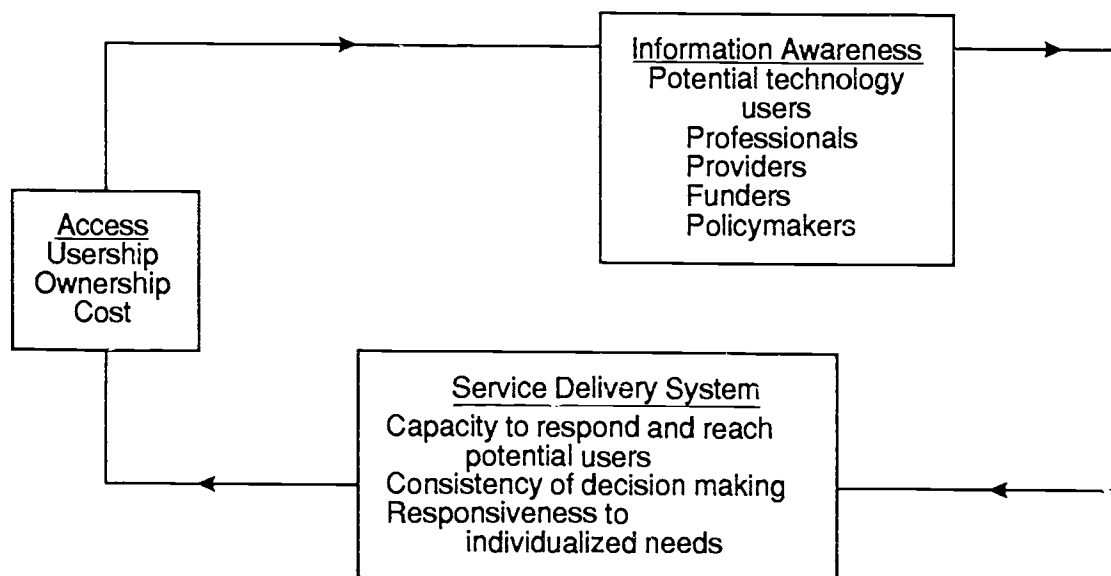 Information Awareness
Potential technology
users
Professionals
Providers
Funders
Policymakers
Access
Usership
Ownership
Cost
Service Delivery System
Capacity to respond and reach
potential users
Consistency of decision making
Responsiveness to
individualized needs